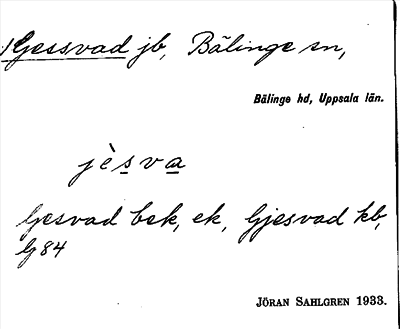 Gessvad jb, Bälinge sn,
Bälinge hd, Uppsala län.
jèsva
Gesvad bek, ek, Gjesvad kb,
G 84
JÖRAN SAHLGREN 1933.